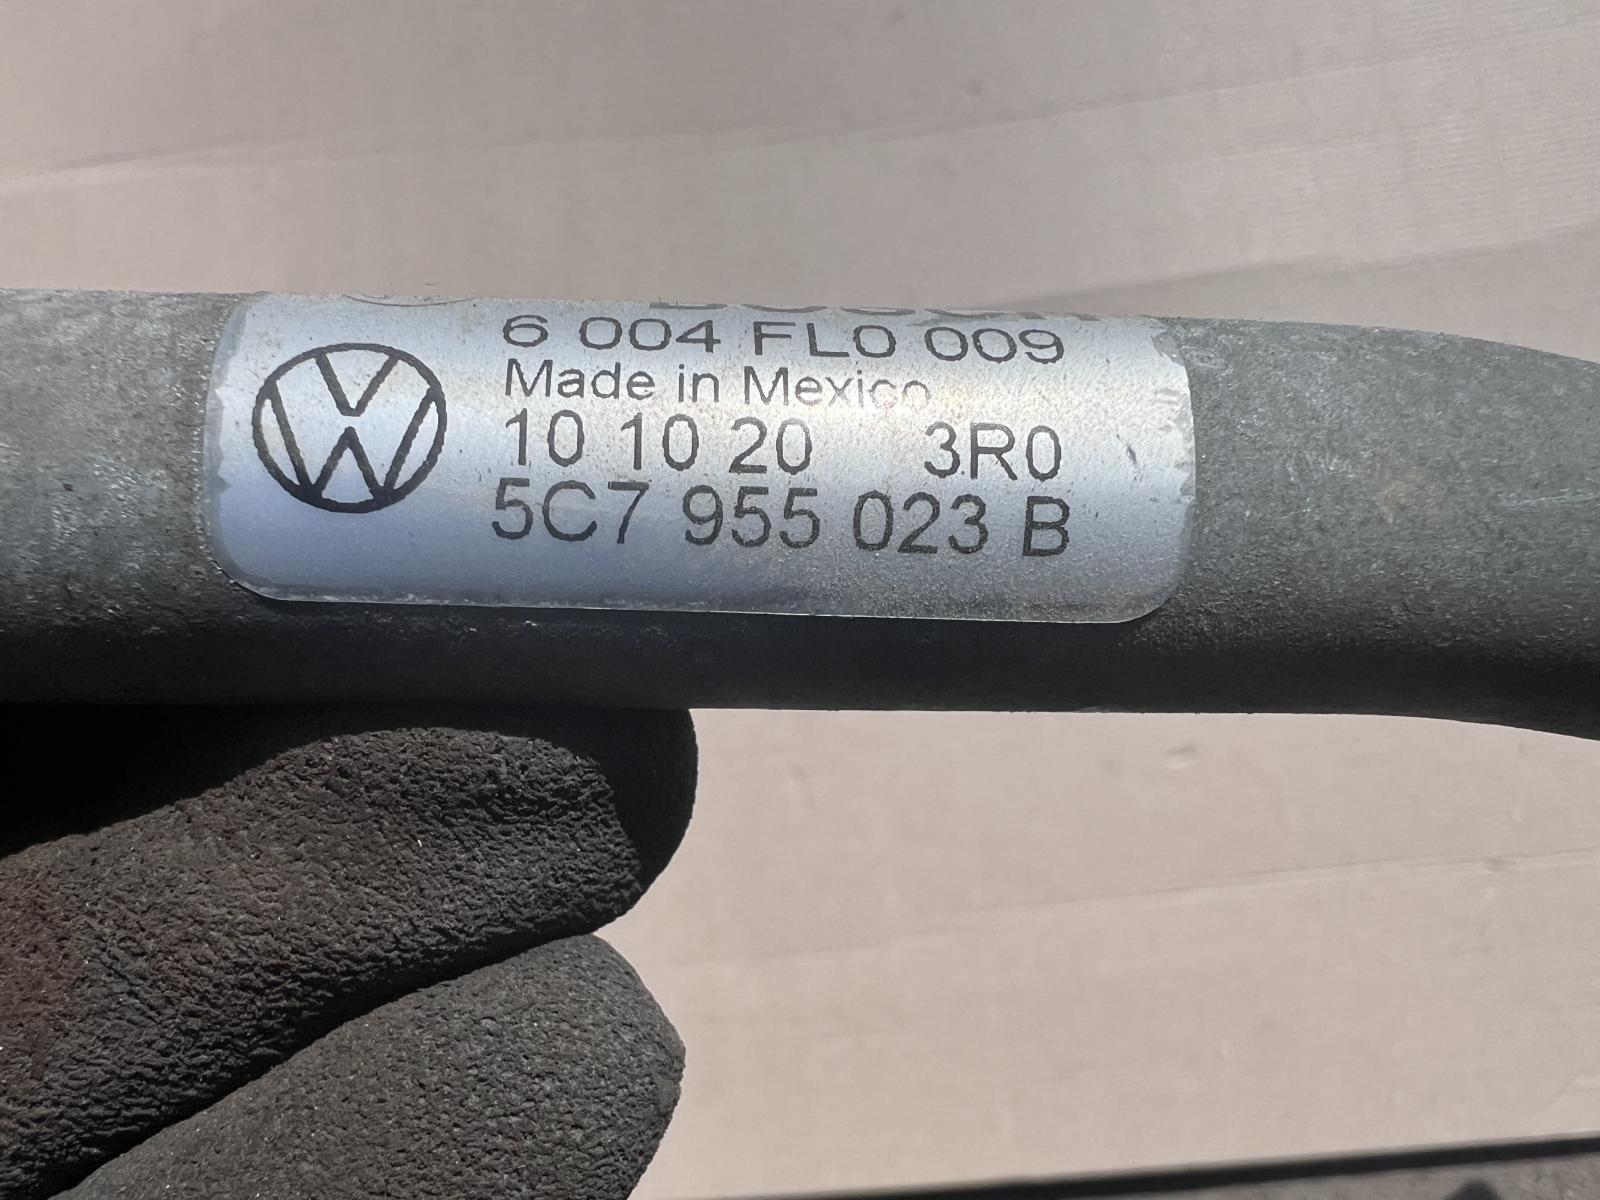 6 004 FL0 009
Made in Mexico
10 10 20 3R0
5C7 955 023 B